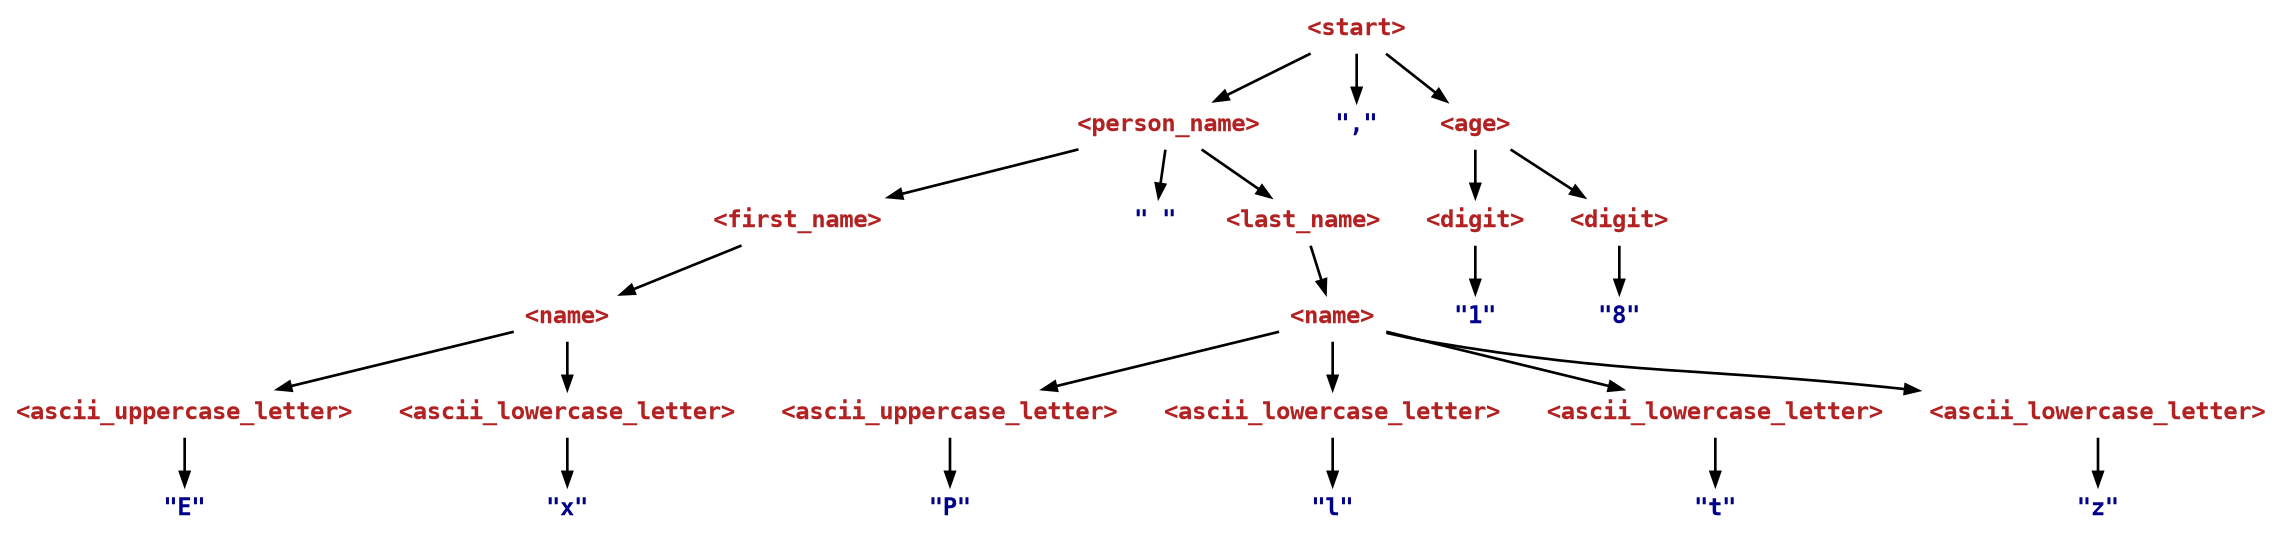 <start>
<person_name> "," <age>
<first_name> " " <last_name> <digit> <digit>
<name> <name> "1" "8"
<ascii_uppercase_letter> <ascii_lowercase_letter> <ascii_uppercase_letter> <ascii_lowercase_letter> <ascii_lowercase_letter> <ascii_lowercase_letter>
"E" "x" "P" "l" "t" "z"